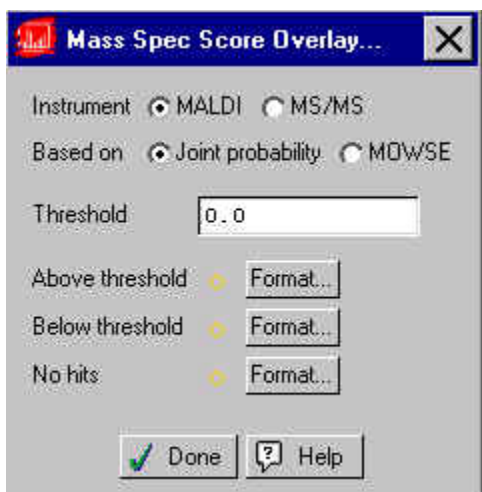 Mass Spec Score Overlay...
Instrument MALDI MS/MS
Based on Joint probability MOWSE
Threshold 0.0
Above threshold Format...
Below threshold Format...
No hits Format...
Done Help